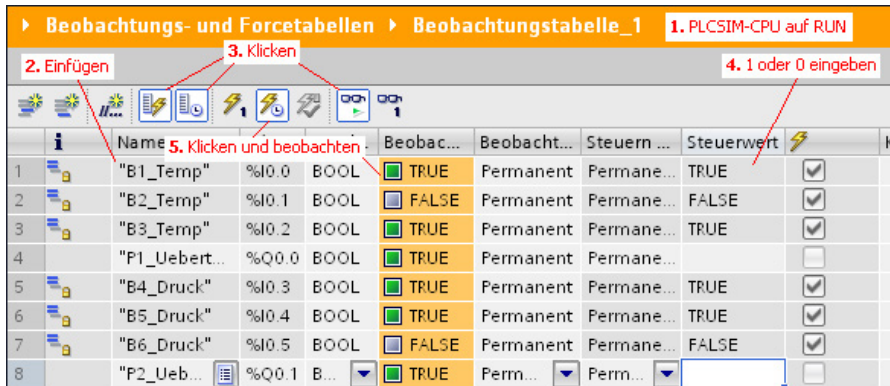 Beobachtungs- und Forcetabellen Beobachtungstabelle_1 1. PLCSIM-CPU auf RUN
2. Einfügen 3. Klicken 4. 1 oder 0 eingeben
1 1
5. Klicken und beobachten
i Name Beobac... Beobacht... Steuern ... Steuerwert
1 "B1_Temp" %I0.0 BOOL TRUE Permanent Permane... TRUE
2 "B2_Temp" %I0.1 BOOL FALSE Permanent Permane... FALSE
3 "B3_Temp" %I0.2 BOOL TRUE Permanent Permane... TRUE
4 "P1_Uebert... %Q0.0 BOOL TRUE Permanent Permane...
5 "B4_Druck" %I0.3 BOOL TRUE Permanent Permane... TRUE
6 "B5_Druck" %I0.4 BOOL TRUE Permanent Permane... TRUE
7 "B6_Druck" %I0.5 BOOL FALSE Permanent Permane... FALSE
8 "P2_Ueb... %Q0.1 B... TRUE Perm... Perm...